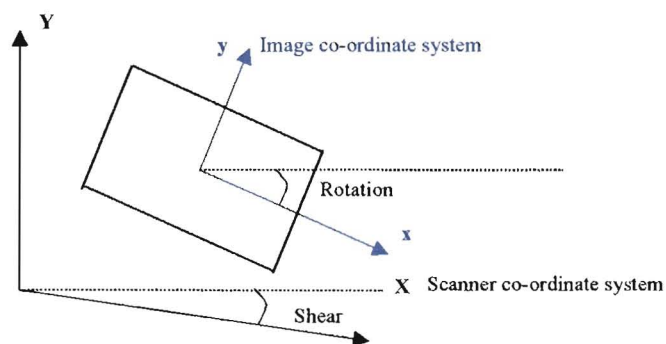 Y
y Image co-ordinate system
Rotation
x
X Scanner co-ordinate system
Shear